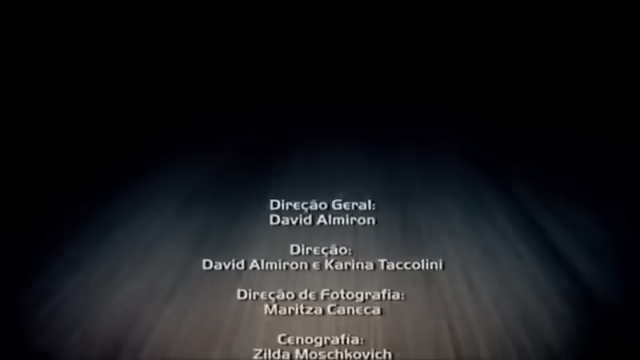 Direção Geral:
David Almiron
Direção:
David Almiron e Karina Taccolini
Direção de Fotografia:
Maritza Caneca
Cenografia:
Zilda Moschkovich